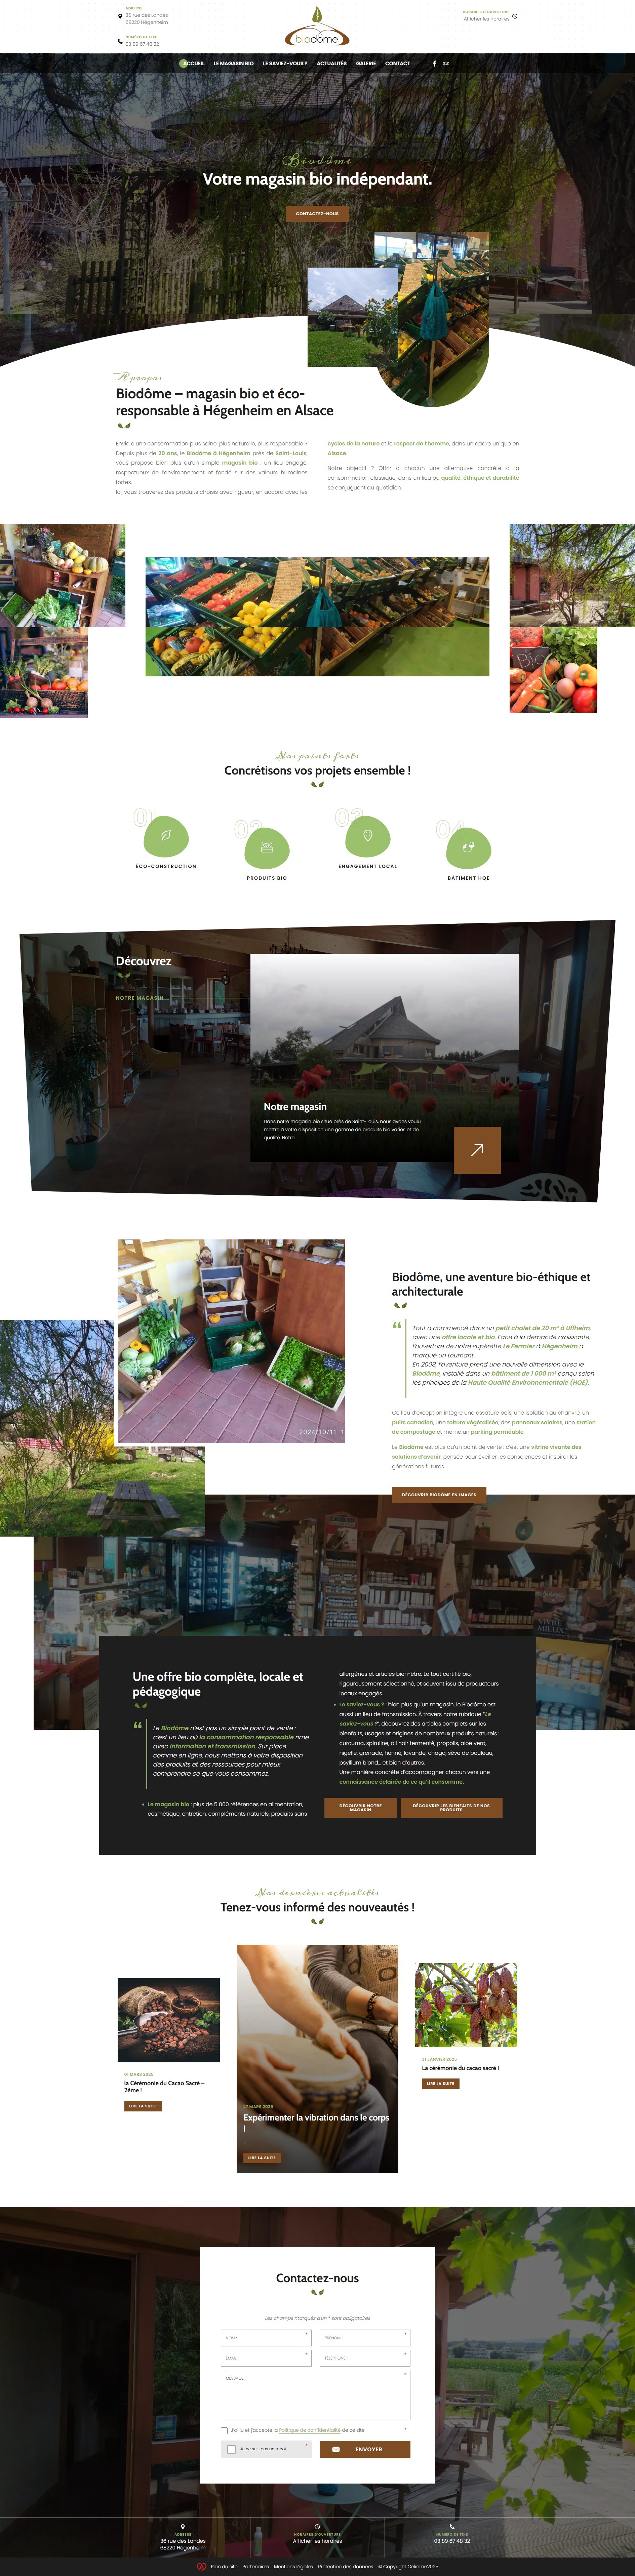 ADRESSE
36 rue des Landes
68220 Hégenheim
NUMÉRO DE FIXE
03 89 67 48 32
biodôme
HORAIRES D'OUVERTURE
Afficher les horaires
ACCUEIL LE MAGASIN BIO LE SAVIEZ-VOUS ? ACTUALITÉS GALERIE CONTACT
Biodôme
Votre magasin bio indépendant.
CONTACTEZ-NOUS
A propos
Biodôme – magasin bio et éco-
responsable à Hégenheim en Alsace
Envie d'une consommation plus saine, plus naturelle, plus responsable ?
Depuis plus de 20 ans, le Biodôme à Hégenheim près de Saint-Louis,
vous propose bien plus qu'un simple magasin bio : un lieu engagé,
respectueux de l'environnement et fondé sur des valeurs humaines
fortes.
Ici, vous trouverez des produits choisis avec rigueur, en accord avec les
cycles de la nature et le respect de l'homme, dans un cadre unique en
Alsace.
Notre objectif ? Offrir à chacun une alternative concrète à la
consommation classique, dans un lieu où qualité, éthique et durabilité
se conjuguent au quotidien.
Bio
Nos points forts
Concrétisons vos projets ensemble !
01
ÉCO-CONSTRUCTION
02
PRODUITS BIO
03
ENGAGEMENT LOCAL
04
BÂTIMENT HQE
Découvrez
NOTRE MAGASIN
Notre magasin
Dans notre magasin bio situé près de Saint-Louis, nous avons voulu
mettre à votre disposition une gamme de produits bio variée et de
qualité. Notre...
2024/10/11 1
Biodôme, une aventure bio-éthique et
architecturale
Tout a commencé dans un petit chalet de 20 m² à Uffheim,
avec une offre locale et bio. Face à la demande croissante,
l'ouverture de notre supérette Le Fermier à Hégenheim a
marqué un tournant.
En 2008, l'aventure prend une nouvelle dimension avec le
Biodôme, installé dans un bâtiment de 1 000 m² conçu selon
les principes de la Haute Qualité Environnementale (HQE).
Ce lieu d'exception intègre une ossature bois, une isolation au chanvre, un
puits canadien, une toiture végétalisée, des panneaux solaires, une station
de compostage et même un parking perméable.
Le Biodôme est plus qu'un point de vente : c'est une vitrine vivante des
solutions d'avenir, pensée pour éveiller les consciences et inspirer les
générations futures.
DÉCOUVRIR BIODÔME EN IMAGES
VIVRE
MIEUX
Une offre bio complète, locale et
pédagogique
Le Biodôme n'est pas un simple point de vente :
c'est un lieu où la consommation responsable rime
avec information et transmission. Sur place
comme en ligne, nous mettons à votre disposition
des produits et des ressources pour mieux
comprendre ce que vous consommez.
Le magasin bio : plus de 5 000 références en alimentation,
cosmétique, entretien, compléments naturels, produits sans
allergènes et articles bien-être. Le tout certifié bio,
rigoureusement sélectionné, et souvent issu de producteurs
locaux engagés.
Le saviez-vous ? : bien plus qu'un magasin, le Biodôme est
aussi un lieu de transmission. À travers notre rubrique "Le
saviez-vous ?", découvrez des articles complets sur les
bienfaits, usages et origines de nombreux produits naturels :
curcuma, spiruline, ail noir fermenté, propolis, aloe vera,
nigelle, grenade, henné, lavande, chaga, sève de bouleau,
psyllium blond... et bien d'autres.
Une manière concrète d'accompagner chacun vers une
connaissance éclairée de ce qu'il consomme.
DÉCOUVRIR NOTRE
MAGASIN
DÉCOUVRIR LES BIENFAITS DE NOS
PRODUITS
Nos dernières actualités
Tenez-vous informé des nouveautés !
01 MARS 2025
la Cérémonie du Cacao Sacré –
2ème !
LIRE LA SUITE
27 MARS 2025
Expérimenter la vibration dans le corps
!
...
LIRE LA SUITE
31 JANVIER 2025
La cérémonie du cacao sacré !
LIRE LA SUITE
Contactez-nous
Les champs marqués d'un * sont obligatoires
NOM : *
PRÉNOM : *
EMAIL : *
TÉLÉPHONE : *
MESSAGE : *
J'ai lu et j'accepte la Politique de confidentialité de ce site *
Je ne suis pas un robot *
ENVOYER
ADRESSE
36 rue des Landes
68220 Hégenheim
HORAIRES D'OUVERTURE
Afficher les horaires
NUMÉRO DE FIXE
03 89 67 48 32
Plan du site Partenaires Mentions légales Protection des données © Copyright Cekome2025